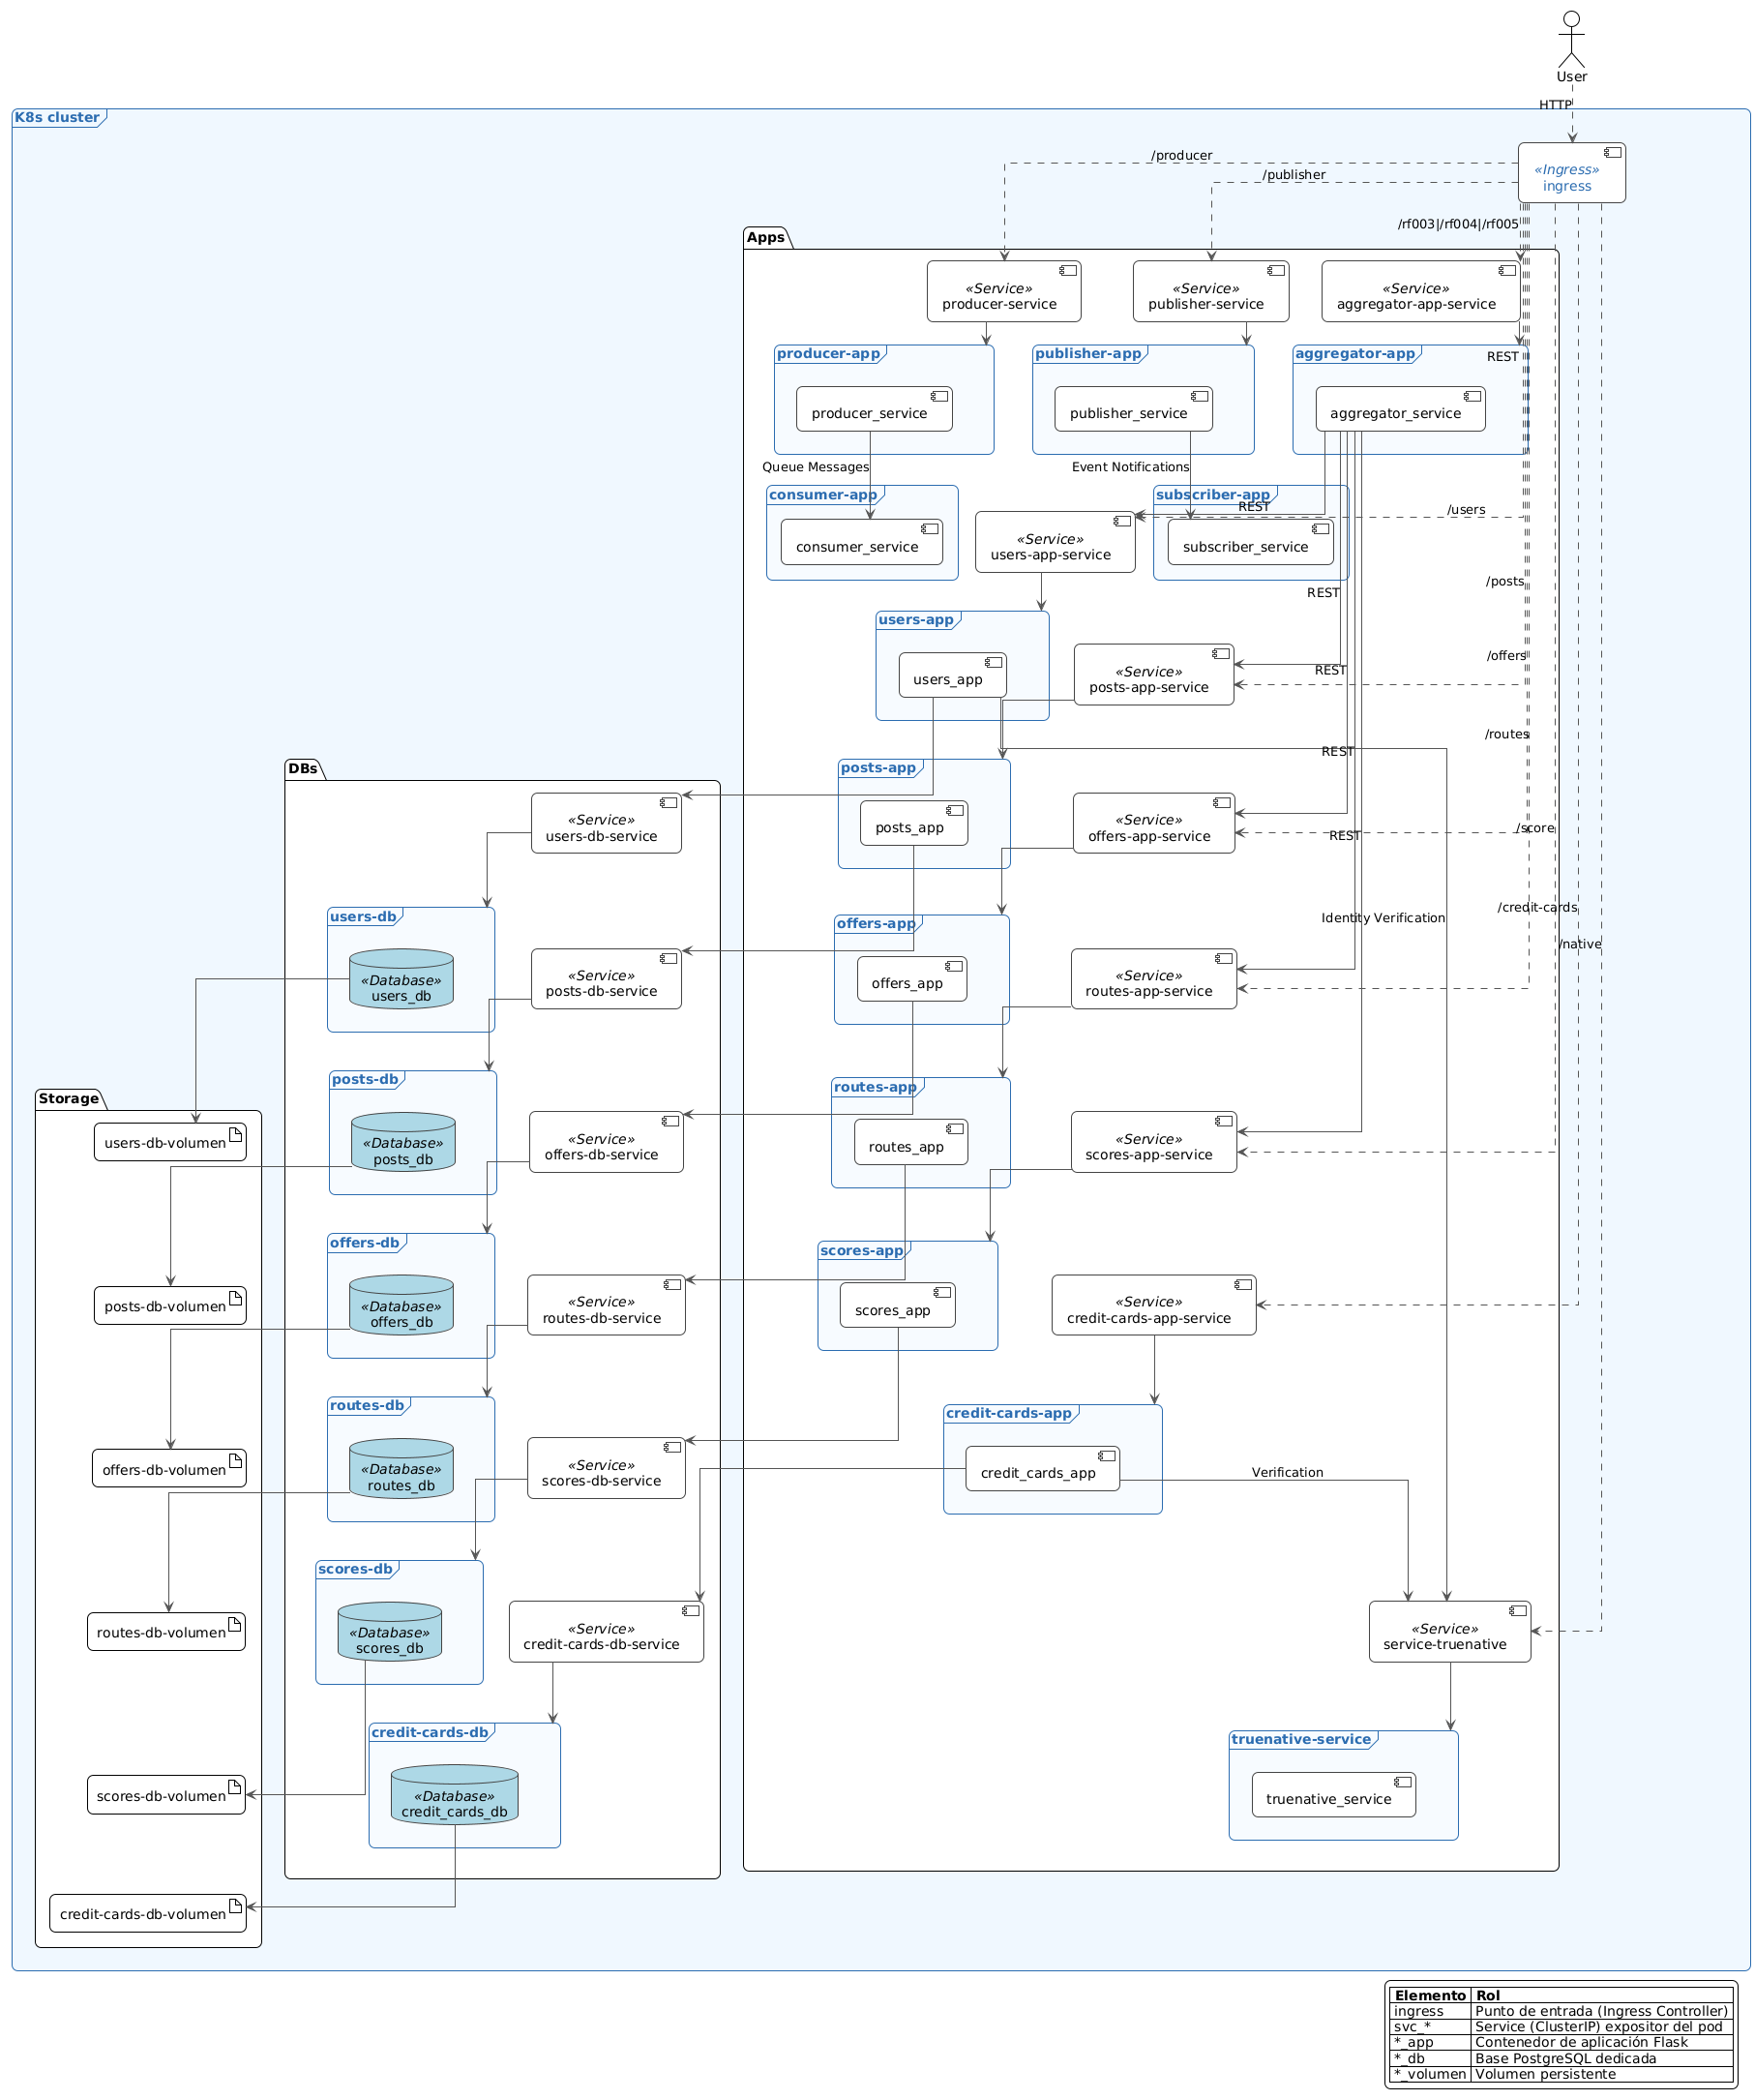 User
HTTP
K8s cluster
«Ingress»
ingress
/producer
/publisher
/rf003|/rf004|/rf005
Apps
«Service»
producer-service
«Service»
publisher-service
«Service»
aggregator-app-service
producer-app
publisher-app
aggregator-app
REST
producer_service
publisher_service
aggregator_service
Queue Messages
Event Notifications
consumer-app
subscriber-app
REST
/users
consumer_service
«Service»
users-app-service
subscriber_service
/posts
REST
users-app
users_app
«Service»
posts-app-service
/offers
REST
/routes
REST
DBs
posts-app
«Service»
users-db-service
posts_app
«Service»
offers-app-service
/score
REST
users-db
offers-app
Identity Verification
/credit-cards
/native
«Database»
users_db
«Service»
posts-db-service
offers_app
«Service»
routes-app-service
posts-db
routes-app
Storage
users-db-volumen
«Database»
posts_db
«Service»
offers-db-service
routes_app
«Service»
scores-app-service
offers-db
scores-app
posts-db-volumen
«Database»
offers_db
«Service»
routes-db-service
scores_app
«Service»
credit-cards-app-service
routes-db
credit-cards-app
offers-db-volumen
«Database»
routes_db
«Service»
scores-db-service
credit_cards_app
Verification
scores-db
routes-db-volumen
«Database»
scores_db
«Service»
credit-cards-db-service
«Service»
service-truenative
credit-cards-db
truenative-service
scores-db-volumen
«Database»
credit_cards_db
truenative_service
credit-cards-db-volumen
Elemento Rol
ingress Punto de entrada (Ingress Controller)
svc_* Service (ClusterIP) expositor del pod
*_app Contenedor de aplicación Flask
*_db Base PostgreSQL dedicada
*_volumen Volumen persistente